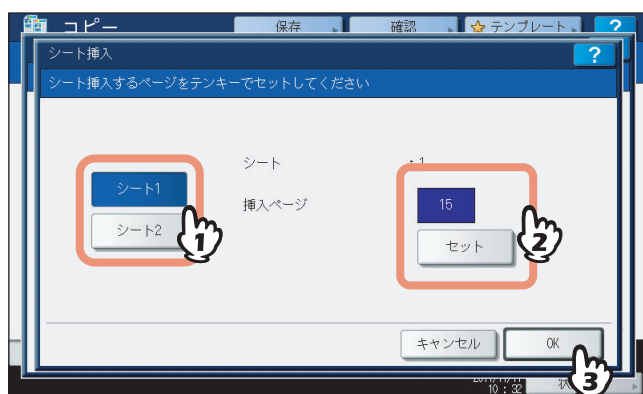 コピー 保存 確認 テンプレート ?
シート挿入 ?
シート挿入するページをテンキーでセットしてください
シート :1
シート1
挿入ページ 15
シート2
1
2
セット
キャンセル OK
3
10:32